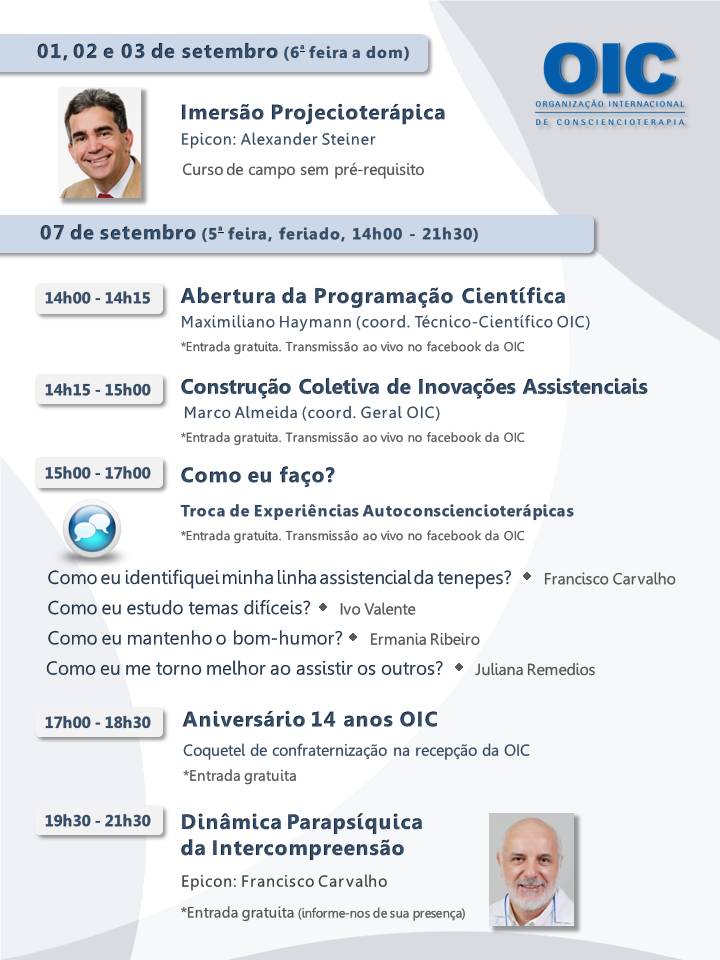 01, 02 e 03 de setembro (6ª feira a dom)
OIC
ORGANIZAÇÃO INTERNACIONAL
DE CONSCIENCIOTERAPIA
Imersão Projecioterápica
Epicon: Alexander Steiner
Curso de campo sem pré-requisito
07 de setembro (5ª feira, feriado, 14h00 - 21h30)
14h00 - 14h15
Abertura da Programação Científica
Maximiliano Haymann (coord. Técnico-Científico OIC)
*Entrada gratuita. Transmissão ao vivo no facebook da OIC
14h15 - 15h00
Construção Coletiva de Inovações Assistenciais
Marco Almeida (coord. Geral OIC)
*Entrada gratuita. Transmissão ao vivo no facebook da OIC
15h00 - 17h00
Como eu faço?
Troca de Experiências Autoconsciencioterápicas
*Entrada gratuita. Transmissão ao vivo no facebook da OIC
Como eu identifiquei minha linha assistencial da tenepes? ◆ Francisco Carvalho
Como eu estudo temas difíceis? ◆ Ivo Valente
Como eu mantenho o bom-humor? ◆ Ermania Ribeiro
Como eu me torno melhor ao assistir os outros? ◆ Juliana Remedios
17h00 - 18h30
Aniversário 14 anos OIC
Coquetel de confraternização na recepção da OIC
*Entrada gratuita
19h30 - 21h30
Dinâmica Parapsíquica
da Intercompreensão
Epicon: Francisco Carvalho
*Entrada gratuita (informe-nos de sua presença)